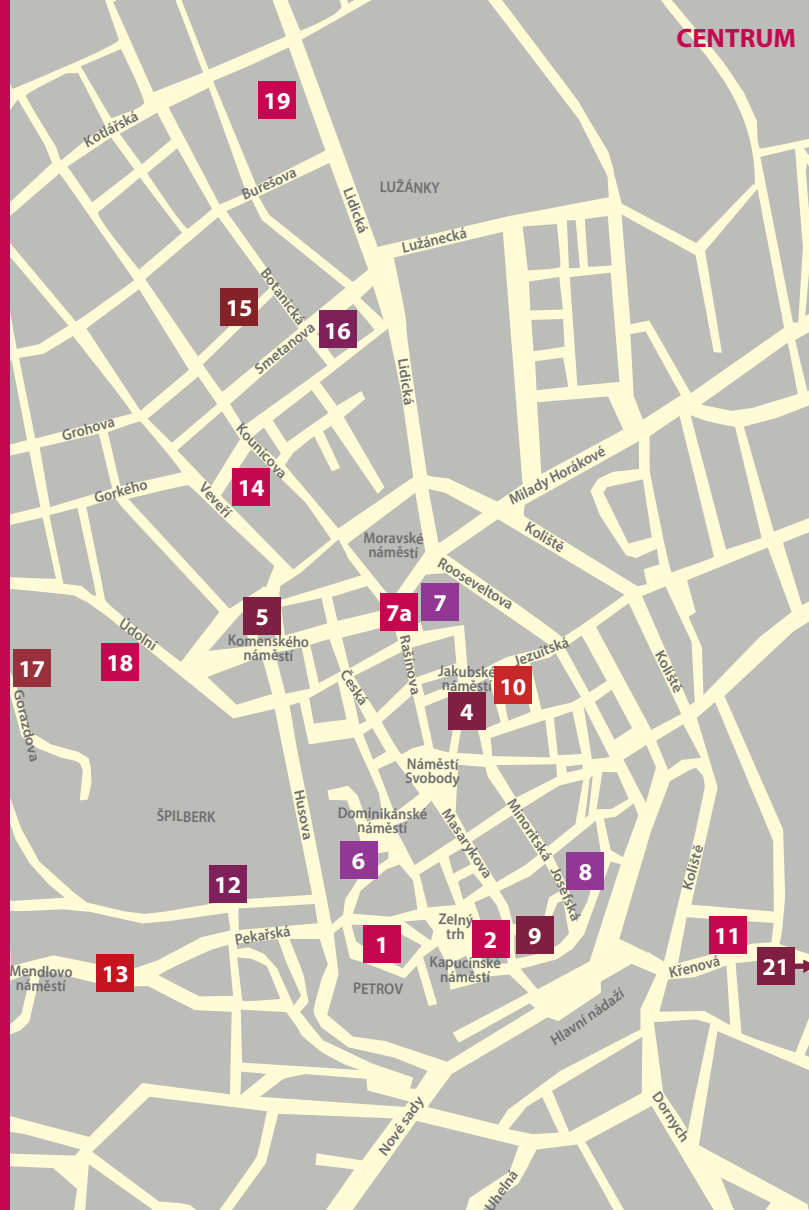 CENTRUM
19
Kotlářská
Burešova
LUŽÁNKY
Lidická
Lužánecká
Botanická
15
16
Smetanova
Lidická
Grohova
Kounicova
Milady Horákové
14
Gorkého
Veveří
Koliště
Moravské
náměstí
Rooseveltova
7
7a
5
Údolní
Komenského
náměstí
Rašínova
Jezuitská
17
18
Koliště
Jakubské
náměstí
10
Česká
4
Gorazdova
Náměstí
Svobody
Husova
ŠPILBERK
Dominikánské
náměstí
Masarykova
Minoritská
6
8
Josefská
Koliště
12
Pekařská
Zelný
trh
1
2
9
11
Křenová
21
Kapucínské
náměstí
Mendlovo
náměstí
13
PETROV
Hlavní nádaží
Nové sady
Dornych
Uhelná